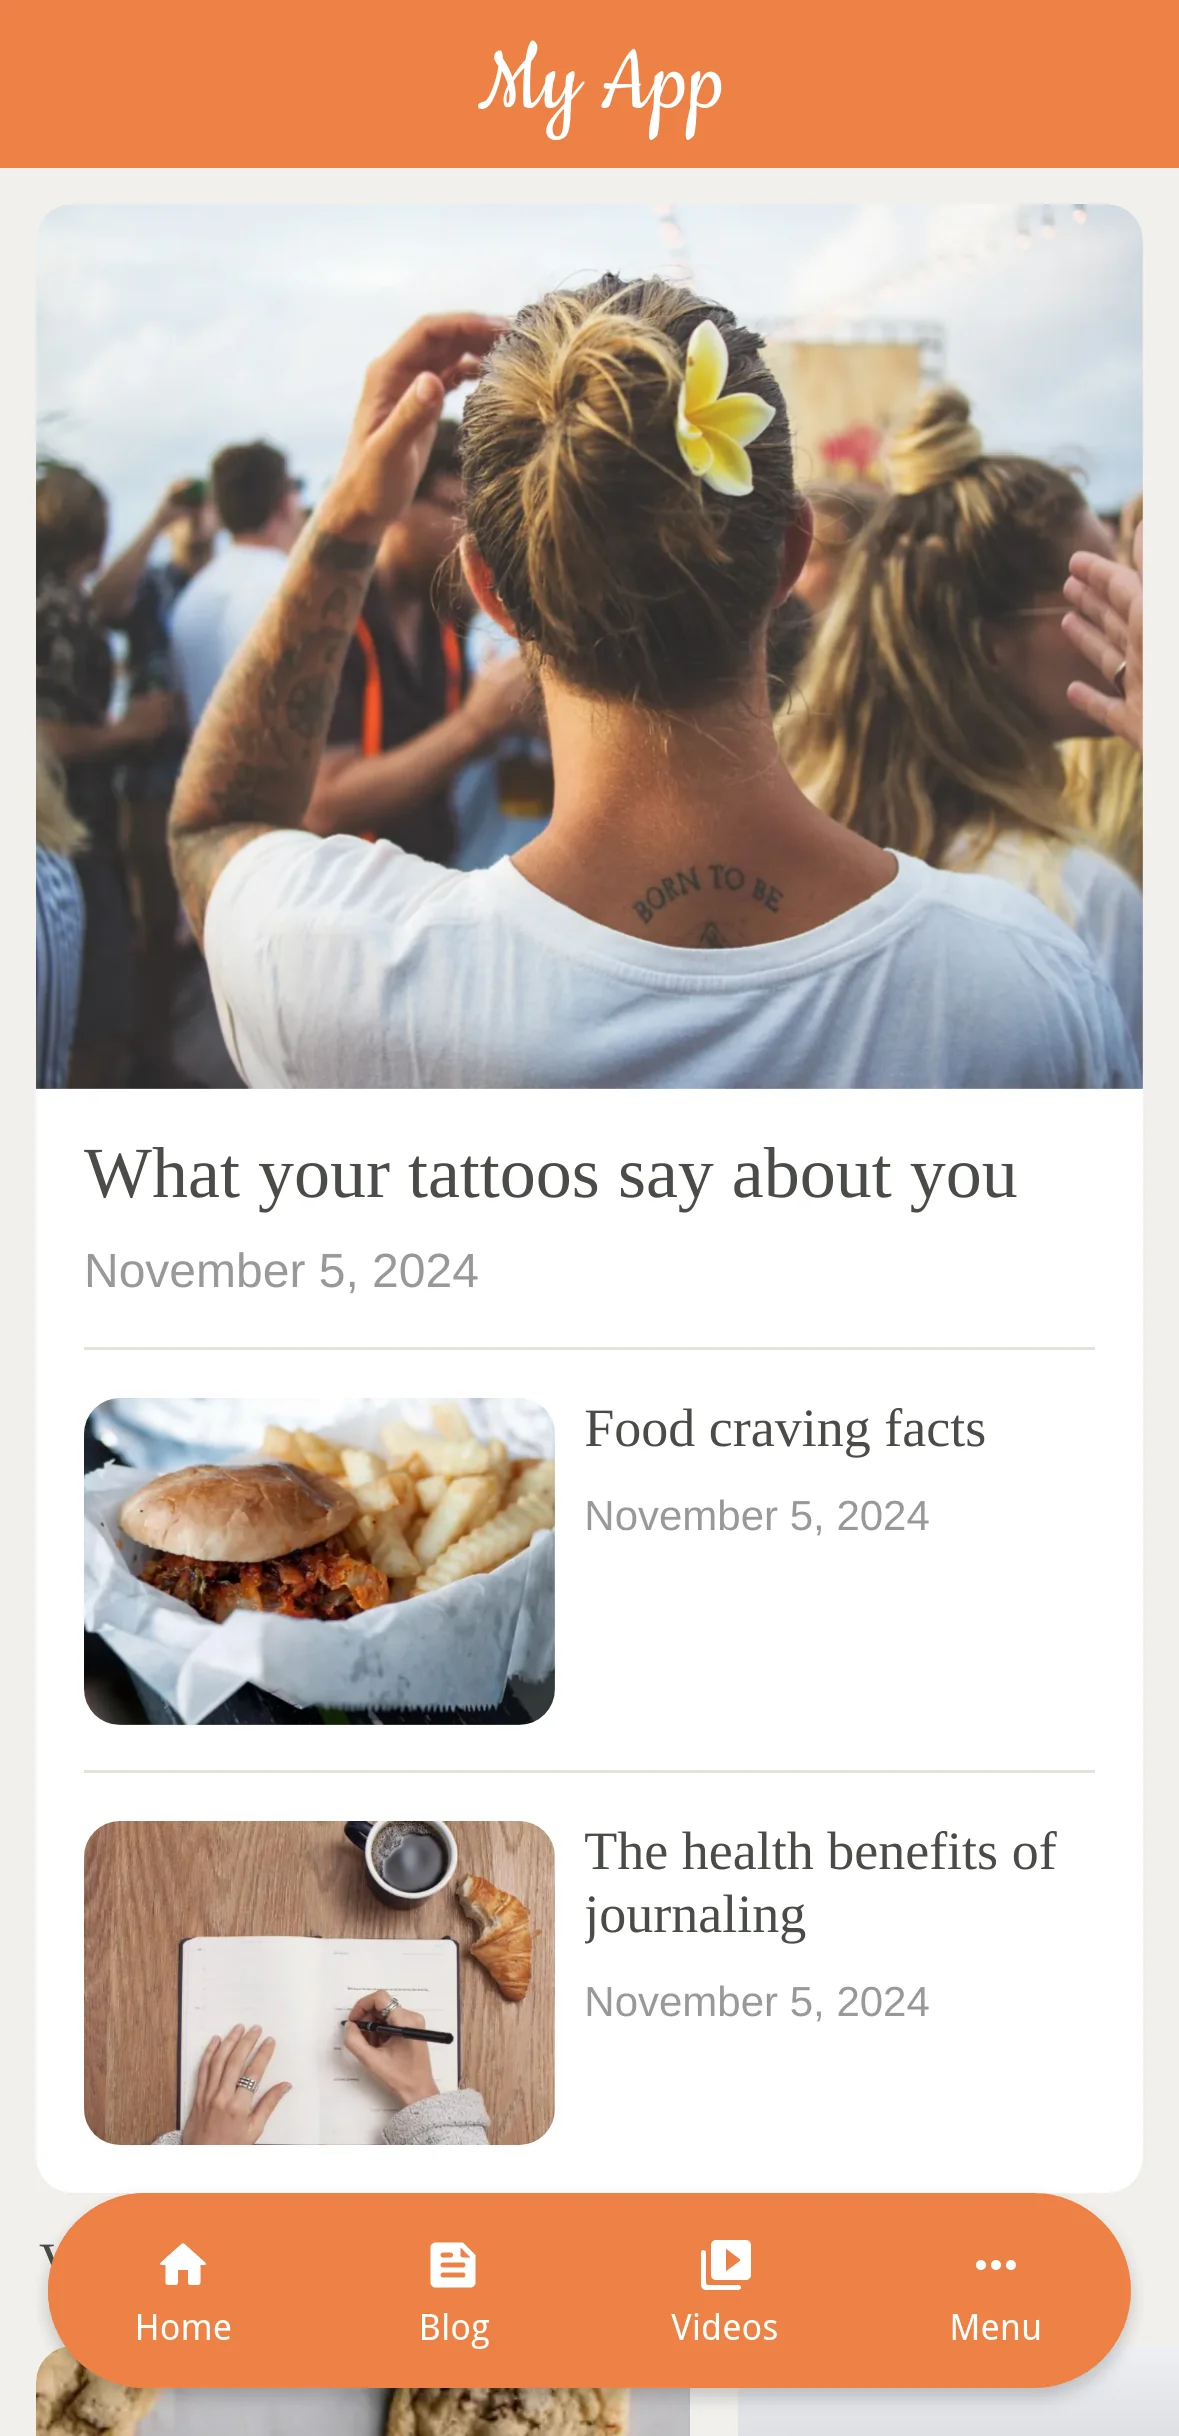 My App
BORN TO BE
What your tattoos say about you
November 5, 2024
Food craving facts
November 5, 2024
The health benefits of
journaling
November 5, 2024
Home
Blog
Videos
Menu